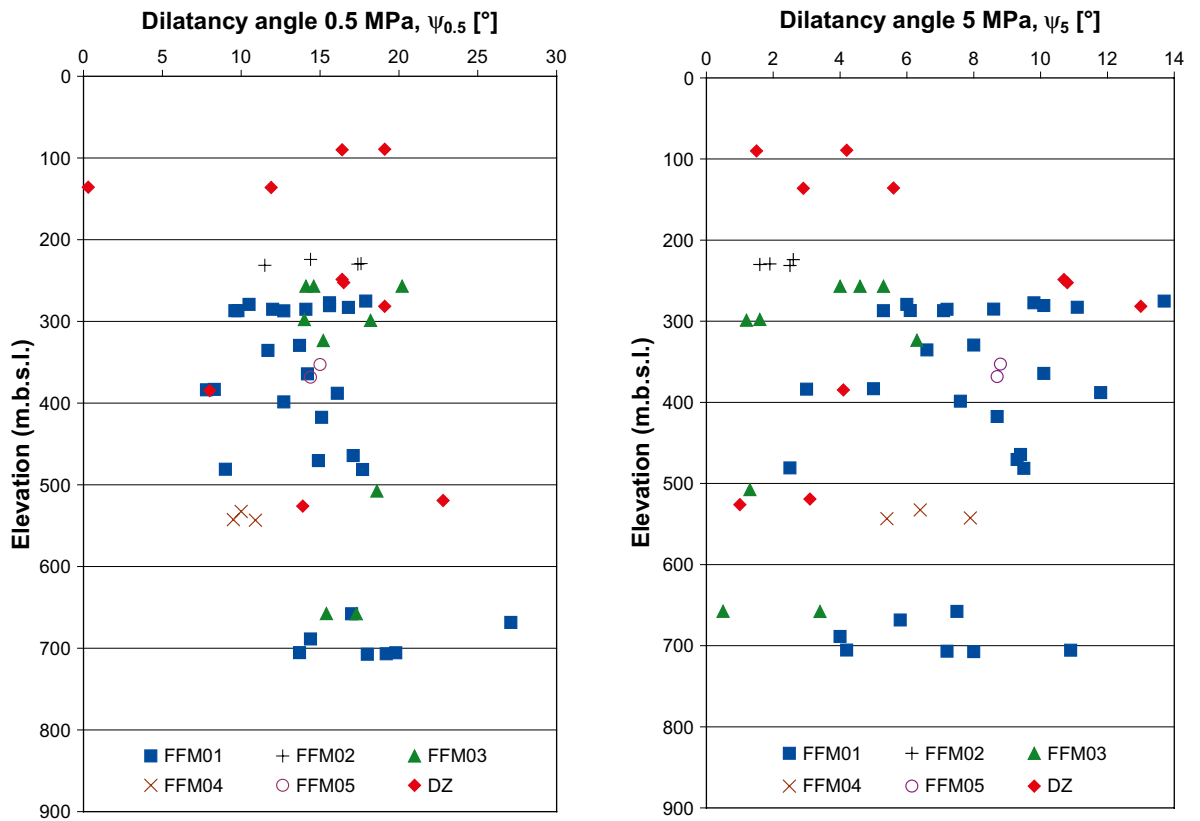 Dilatancy angle 0.5 MPa, ψ0.5 [°]
0 5 10 15 20 25 30
0
100
200
300
400
500
600
700
800
900
Elevation (m.b.s.l.)
FFM01 FFM02 FFM03
FFM04 FFM05 DZ
Dilatancy angle 5 MPa, ψ5 [°]
0 2 4 6 8 10 12 14
0
100
200
300
400
500
600
700
800
900
Elevation (m.b.s.l.)
FFM01 FFM02 FFM03
FFM04 FFM05 DZ